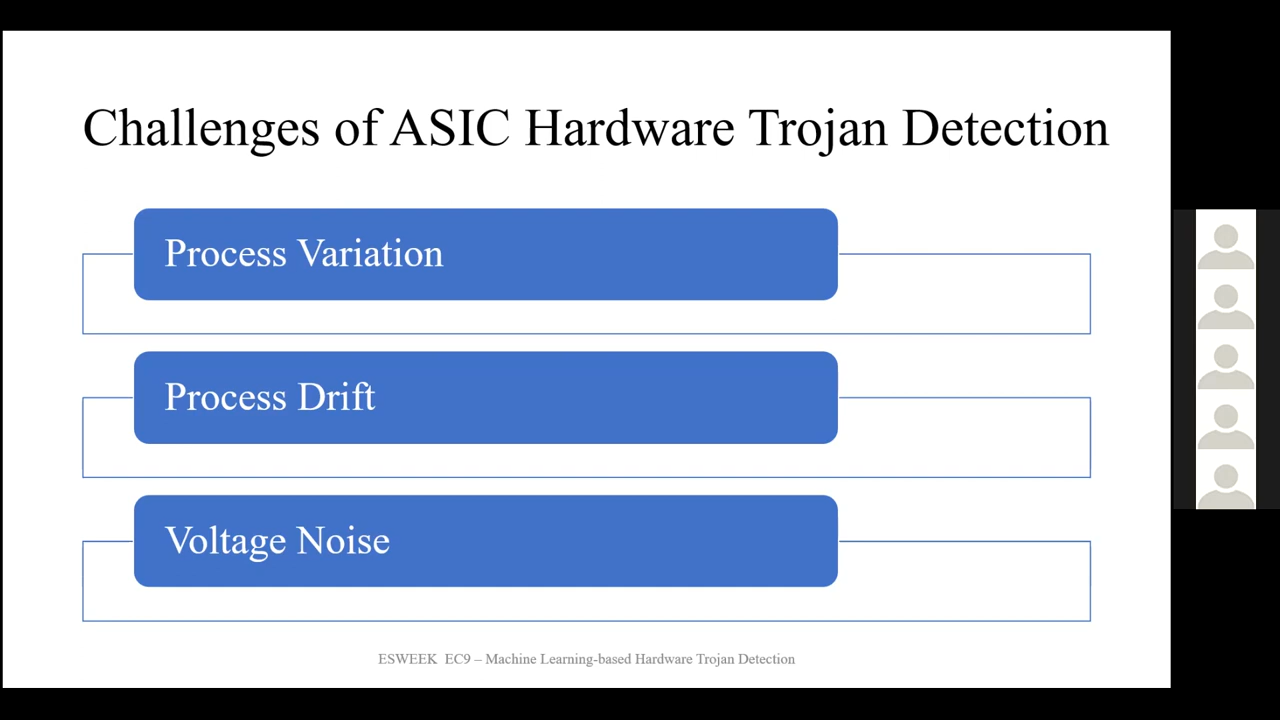 Challenges of ASIC Hardware Trojan Detection
Process Variation
Process Drift
Voltage Noise
ESWEEK EC9 – Machine Learning-based Hardware Trojan Detection